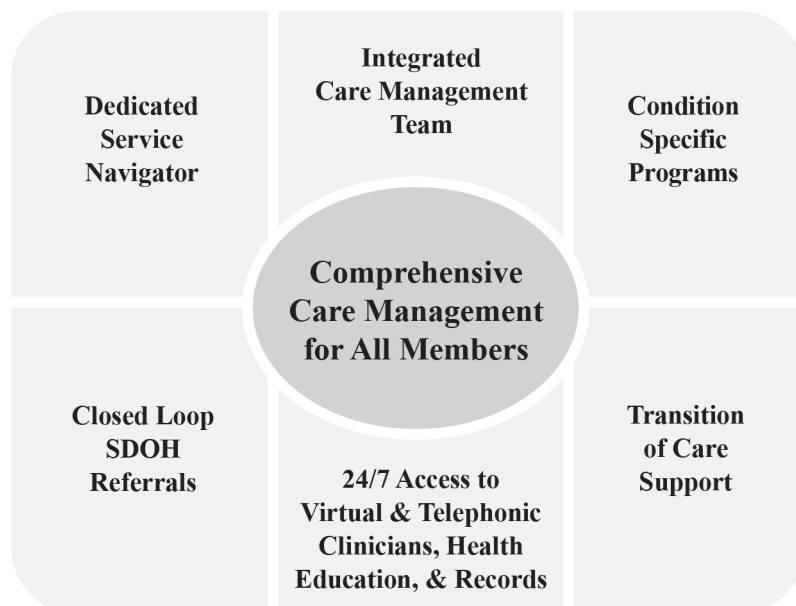 Dedicated
Service
Navigator
Integrated
Care Management
Team
Condition
Specific
Programs
Comprehensive
Care Management
for All Members
Closed Loop
SDOH
Referrals
24/7 Access to
Virtual & Telephonic
Clinicians, Health
Education, & Records
Transition
of Care
Support